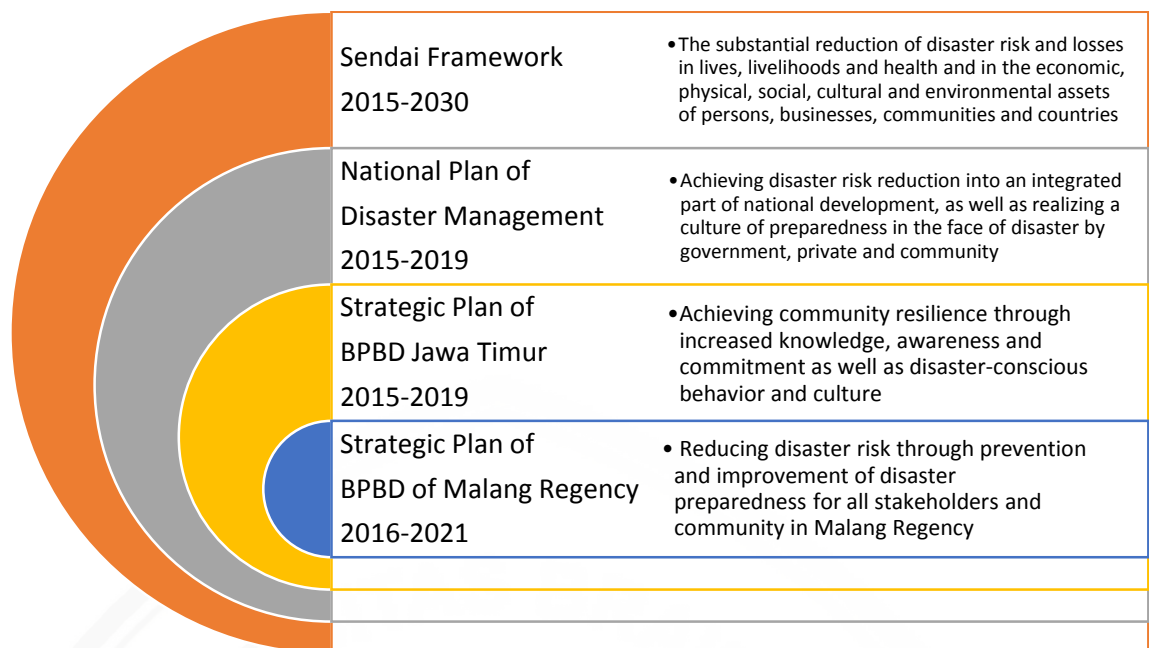 Sendai Framework
2015-2030
•The substantial reduction of disaster risk and losses
in lives, livelihoods and health and in the economic,
physical, social, cultural and environmental assets
of persons, businesses, communities and countries
National Plan of
Disaster Management
2015-2019
•Achieving disaster risk reduction into an integrated
part of national development, as well as realizing a
culture of preparedness in the face of disaster by
government, private and community
Strategic Plan of
BPBD Jawa Timur
2015-2019
•Achieving community resilience through
increased knowledge, awareness and
commitment as well as disaster-conscious
behavior and culture
Strategic Plan of
BPBD of Malang Regency
2016-2021
• Reducing disaster risk through prevention
and improvement of disaster
preparedness for all stakeholders and
community in Malang Regency